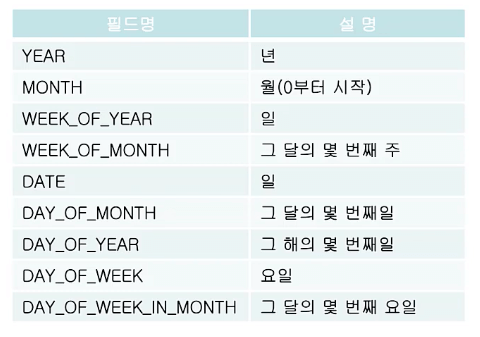 필드명 설 명
YEAR 년
MONTH 월(0부터 시작)
WEEK_OF_YEAR 일
WEEK_OF_MONTH 그 달의 몇 번째 주
DATE 일
DAY_OF_MONTH 그 달의 몇 번째일
DAY_OF_YEAR 그 해의 몇 번째일
DAY_OF_WEEK 요일
DAY_OF_WEEK_IN_MONTH 그 달의 몇 번째 요일